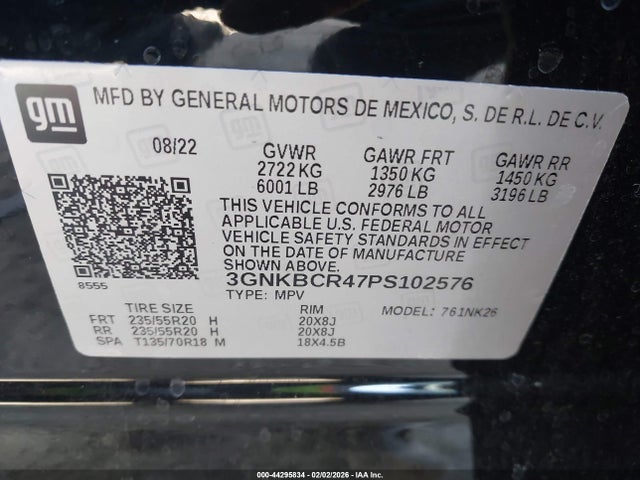 gm
MFD BY GENERAL MOTORS DE MEXICO, S. DE R.L. DE C.V.
08/22 GVWR GAWR FRT GAWR RR
2722 KG 1350 KG 1450 KG
6001 LB 2976 LB 3196 LB
THIS VEHICLE CONFORMS TO ALL
APPLICABLE U.S. FEDERAL MOTOR
VEHICLE SAFETY STANDARDS IN EFFECT
ON THE DATE OF MANUFACTURE
SHOWN ABOVE.
8555 3GNKBCR47PS102576
TYPE: MPV MODEL: 761NK26
TIRE SIZE RIM
FRT 235/55R20 H 20X8J
RR 235/55R20 H 20X8J
SPA T135/70R18 M 18X4.5B
000-44295834 - 02/02/2026 - IAA Inc.